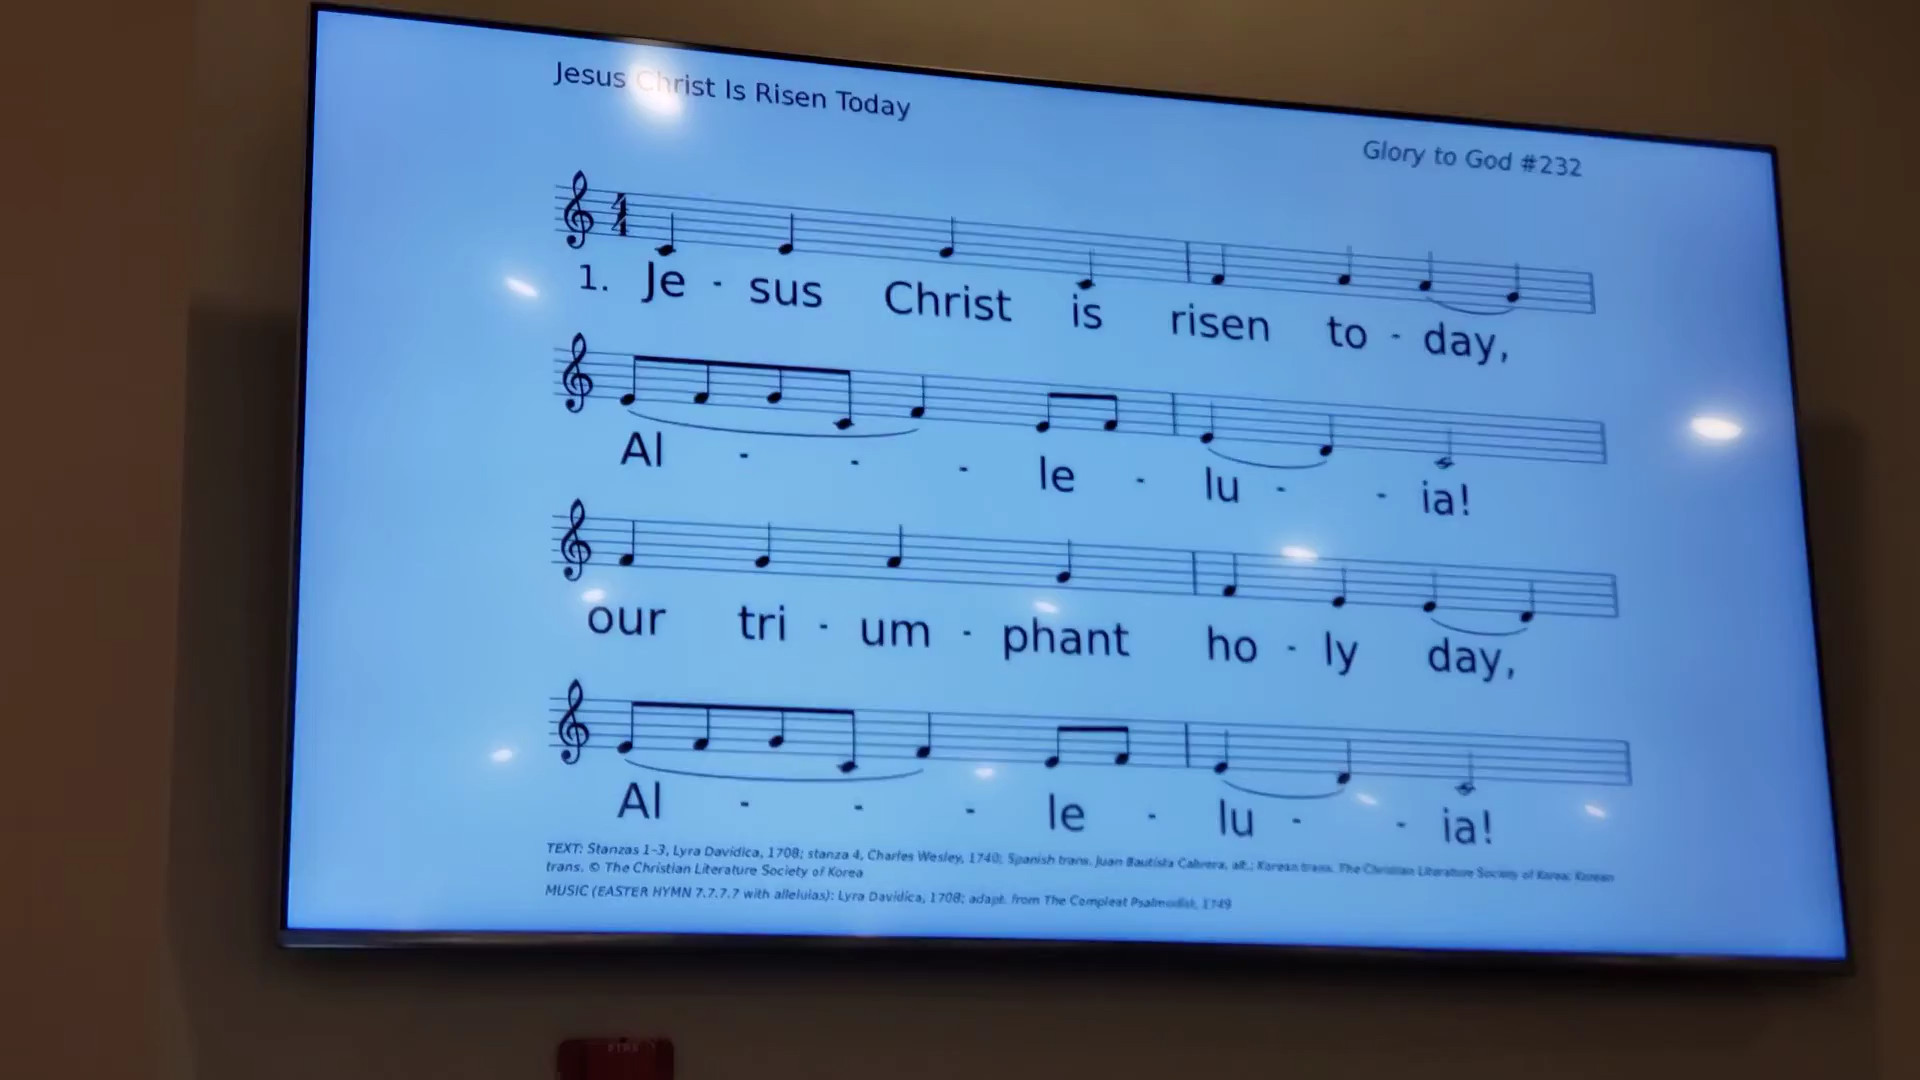 Jesus Christ Is Risen Today
Glory to God #232
4
4
1. Je - sus Christ is risen to - day,
Al - - - le - lu - - ia!
our tri - um - phant ho - ly day,
Al - - - le - lu - - ia!
TEXT: Stanzas 1–3, Lyra Davidica, 1708; stanza 4, Charles Wesley, 1740; Spanish trans. Juan Bautista Cabrera, alt.; Korean trans. The Christian Literature Society of Korea; Korean
trans. © The Christian Literature Society of Korea
MUSIC (EASTER HYMN 7.7.7.7 with alleluias): Lyra Davidica, 1708; adapt. from The Compleat Psalmodist, 1749
FIRE